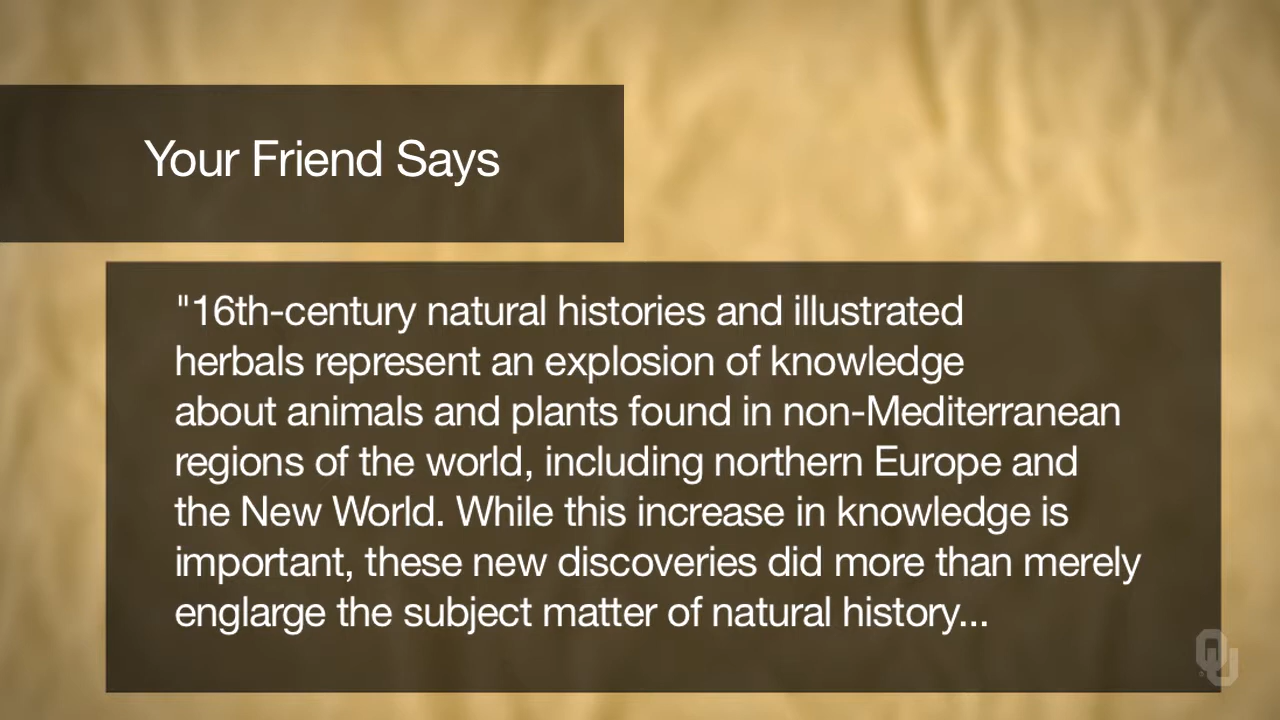 Your Friend Says
"16th-century natural histories and illustrated
herbals represent an explosion of knowledge
about animals and plants found in non-Mediterranean
regions of the world, including northern Europe and
the New World. While this increase in knowledge is
important, these new discoveries did more than merely
englarge the subject matter of natural history...
OU